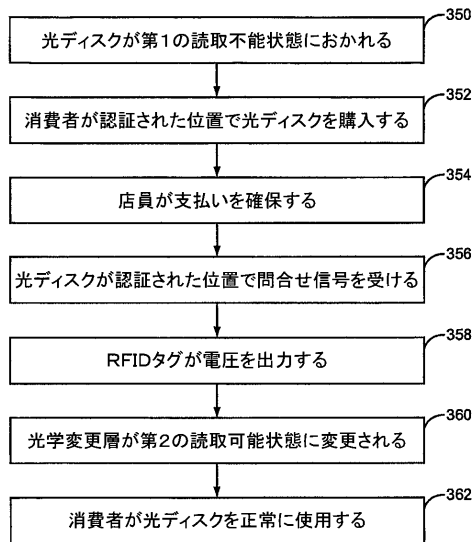 350
光ディスクが第1の読取不能状態におかれる
352
消費者が認証された位置で光ディスクを購入する
354
店員が支払いを確保する
356
光ディスクが認証された位置で問合せ信号を受ける
358
RFIDタグが電圧を出力する
360
光学変更層が第2の読取可能状態に変更される
362
消費者が光ディスクを正常に使用する